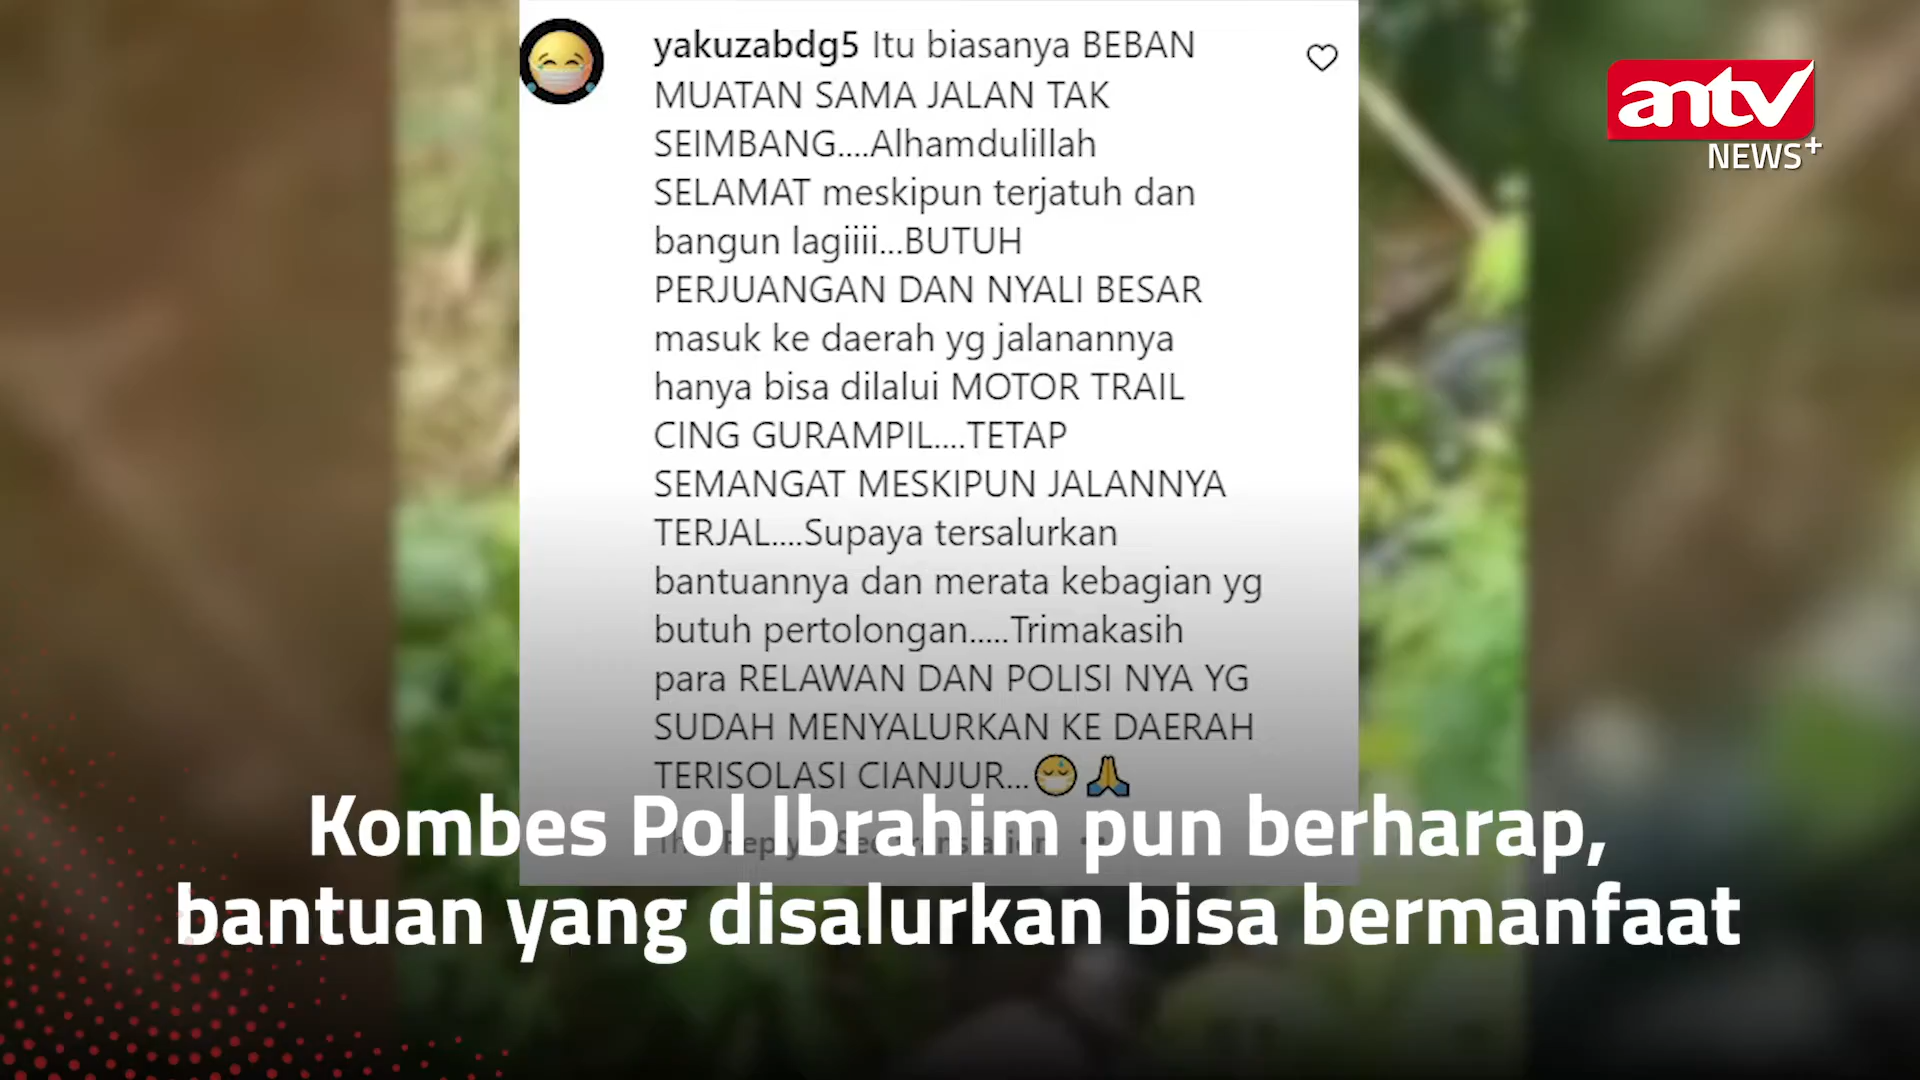 yakuzabdg5 Itu biasanya BEBAN
MUATAN SAMA JALAN TAK
SEIMBANG....Alhamdulillah
SELAMAT meskipun terjatuh dan
bangun lagiiii...BUTUH
PERJUANGAN DAN NYALI BESAR
masuk ke daerah yg jalanannya
hanya bisa dilalui MOTOR TRAIL
CING GURAMPIL....TETAP
SEMANGAT MESKIPUN JALANNYA
TERJAL....Supaya tersalurkan
bantuannya dan merata kebagian yg
butuh pertolongan.....Trimakasih
para RELAWAN DAN POLISI NYA YG
SUDAH MENYALURKAN KE DAERAH
TERISOLASI CIANJUR...😷🙏
antv
NEWS+
Kombes Pol Ibrahim pun berharap,
bantuan yang disalurkan bisa bermanfaat